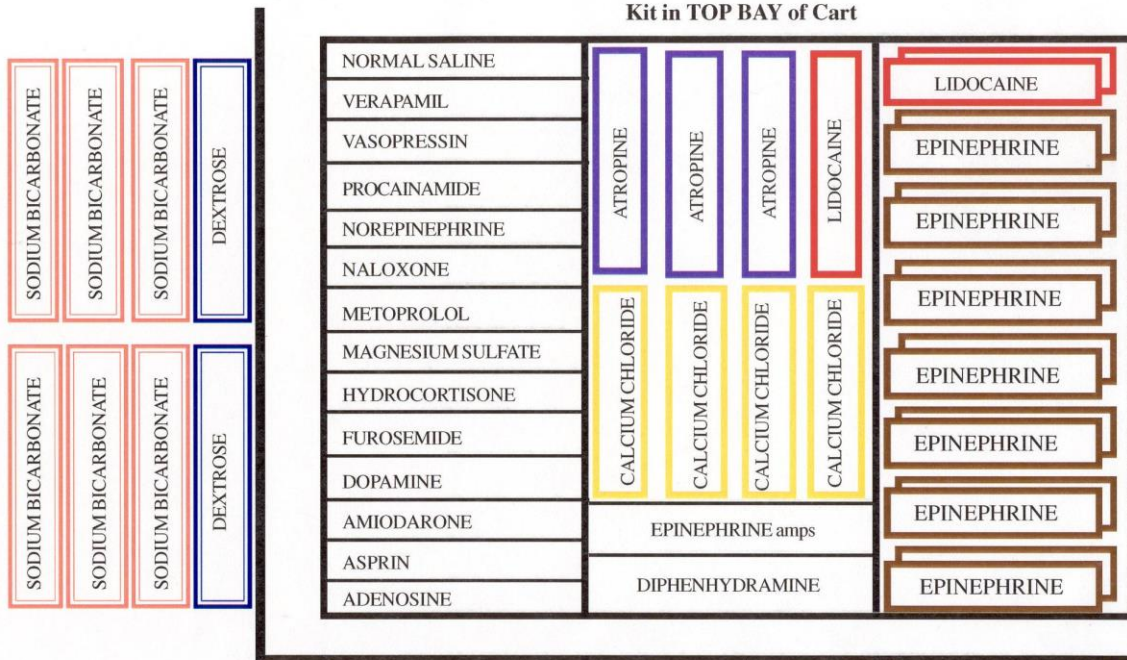 Kit in TOP BAY of Cart
SODIUM BICARBONATE
SODIUM BICARBONATE
SODIUM BICARBONATE
DEXTROSE
SODIUM BICARBONATE
SODIUM BICARBONATE
SODIUM BICARBONATE
DEXTROSE
NORMAL SALINE
VERAPAMIL
VASOPRESSIN
PROCAINAMIDE
NOREPINEPHRINE
NALOXONE
METOPROLOL
MAGNESIUM SULFATE
HYDROCORTISONE
FUROSEMIDE
DOPAMINE
AMIODARONE
ASPRIN
ADENOSINE
ATROPINE
ATROPINE
ATROPINE
LIDOCAINE
CALCIUM CHLORIDE
CALCIUM CHLORIDE
CALCIUM CHLORIDE
CALCIUM CHLORIDE
EPINEPHRINE amps
DIPHENHYDRAMINE
LIDOCAINE
EPINEPHRINE
EPINEPHRINE
EPINEPHRINE
EPINEPHRINE
EPINEPHRINE
EPINEPHRINE
EPINEPHRINE